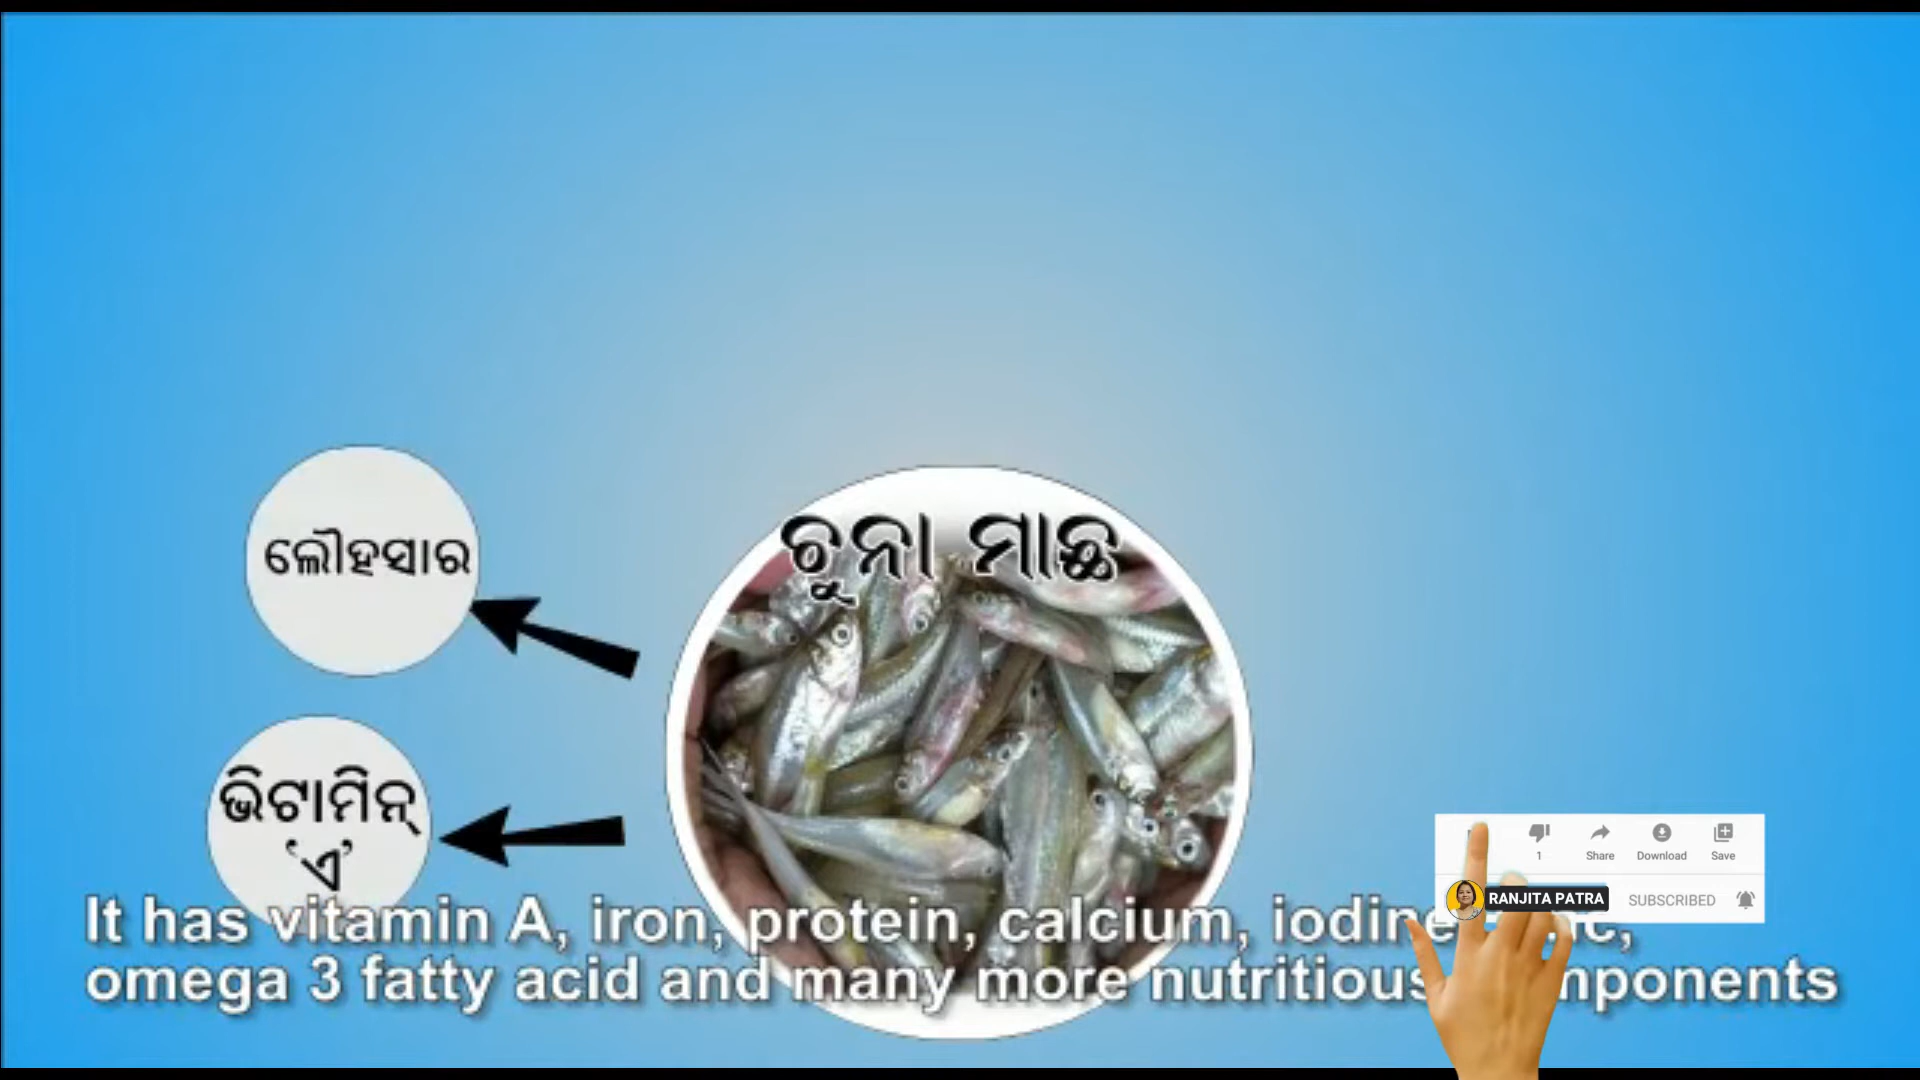 ଲୌହସାର
ଚୁନା ମାଛ
ଭିଟାମିନ୍
‘ଏ’
1
Share
Download
Save
RANJITA PATRA
SUBSCRIBED
It has vitamin A, iron, protein, calcium, iodine
omega 3 fatty acid and many more nutritious